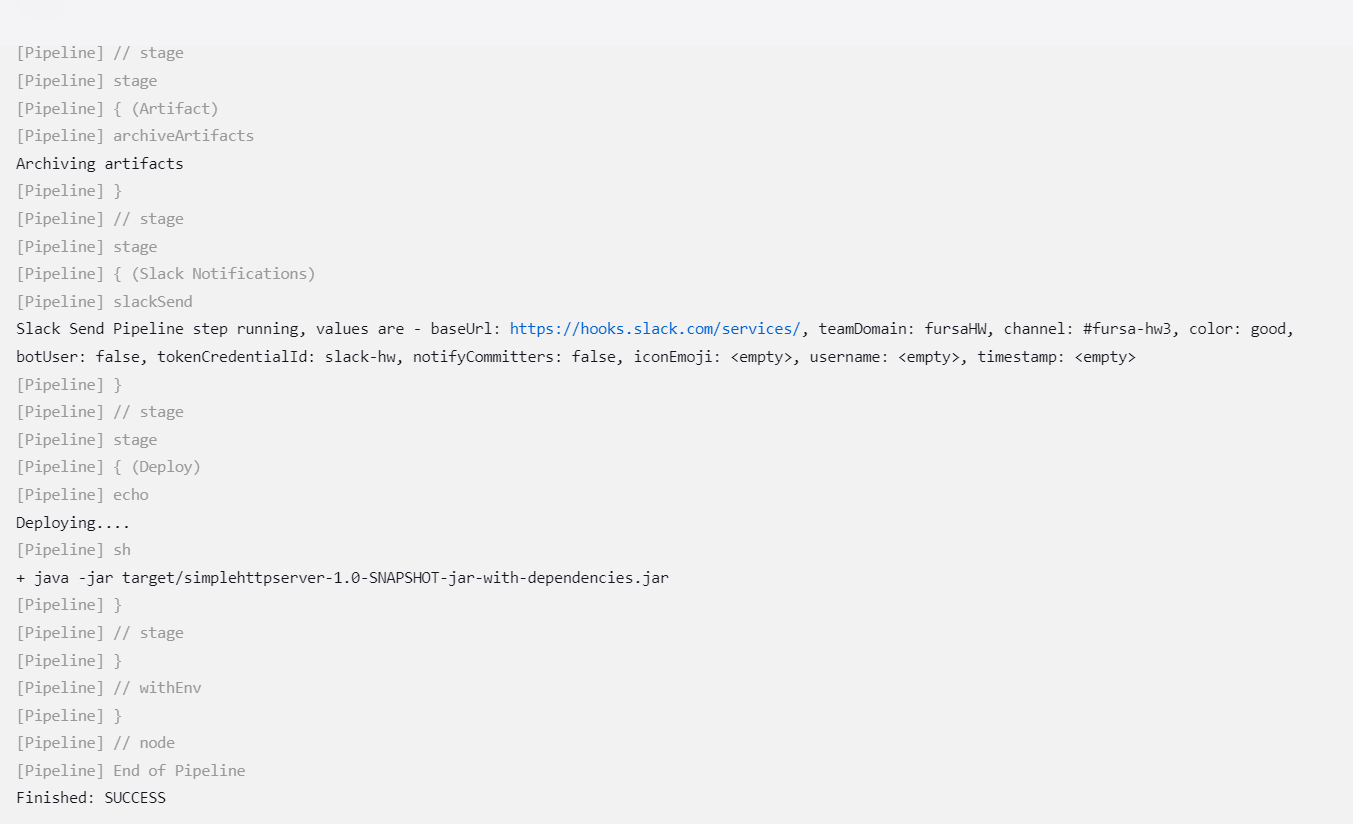 [Pipeline] // stage
[Pipeline] stage
[Pipeline] { (Artifact)
[Pipeline] archiveArtifacts
Archiving artifacts
[Pipeline] }
[Pipeline] // stage
[Pipeline] stage
[Pipeline] { (Slack Notifications)
[Pipeline] slackSend
Slack Send Pipeline step running, values are - baseUrl: https://hooks.slack.com/services/, teamDomain: fursaHW, channel: #fursa-hw3, color: good,
botUser: false, tokenCredentialId: slack-hw, notifyCommitters: false, iconEmoji: <empty>, username: <empty>, timestamp: <empty>
[Pipeline] }
[Pipeline] // stage
[Pipeline] stage
[Pipeline] { (Deploy)
[Pipeline] echo
Deploying....
[Pipeline] sh
+ java -jar target/simplehttpserver-1.0-SNAPSHOT-jar-with-dependencies.jar
[Pipeline] }
[Pipeline] // stage
[Pipeline] }
[Pipeline] // withEnv
[Pipeline] }
[Pipeline] // node
[Pipeline] End of Pipeline
Finished: SUCCESS